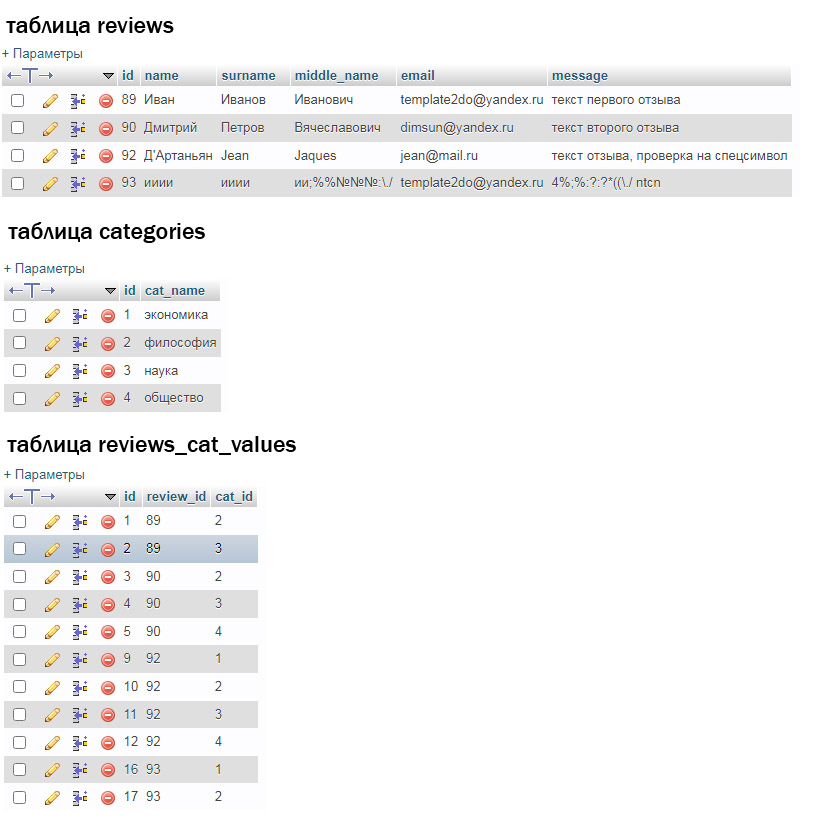 таблица reviews
+ Параметры
←T→ id name surname middle_name email message
89 Иван Иванов Иванович template2do@yandex.ru текст первого отзыва
90 Дмитрий Петров Вячеславович dimsun@yandex.ru текст второго отзыва
92 Д'Артаньян Jean Jaques jean@mail.ru текст отзыва, проверка на спецсимвол
93 ииии ииии ии;%%№№№:\./ template2do@yandex.ru 4%;%:?:?*((\./ ntcn
таблица categories
+ Параметры
←T→ id cat_name
1 экономика
2 философия
3 наука
4 общество
таблица reviews_cat_values
+ Параметры
←T→ id review_id cat_id
1 89 2
2 89 3
3 90 2
4 90 3
5 90 4
9 92 1
10 92 2
11 92 3
12 92 4
16 93 1
17 93 2